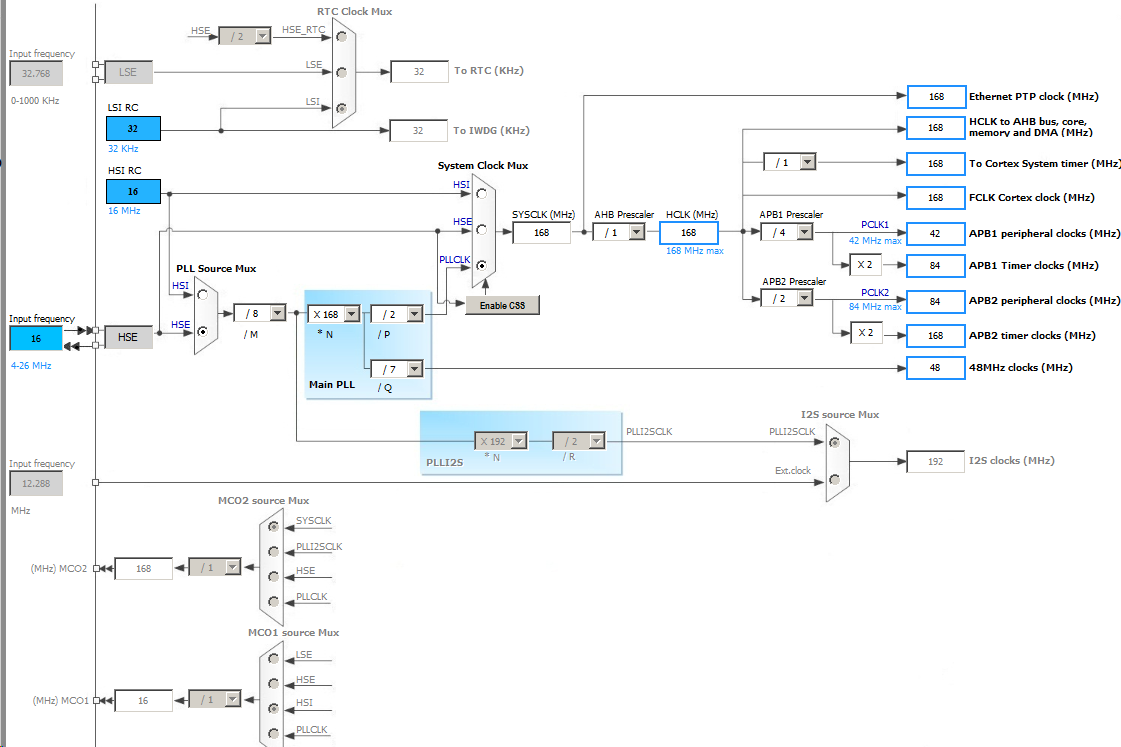 RTC Clock Mux
HSE
/ 2
HSE_RTC
Input frequency
32.768
LSE
LSE
32
To RTC (KHz)
0-1000 KHz
LSI RC
LSI
32
32
To IWDG (KHz)
32 KHz
168
Ethernet PTP clock (MHz)
168
HCLK to AHB bus, core,
memory and DMA (MHz)
HSI RC
16
16 MHz
System Clock Mux
HSI
/ 1
168
To Cortex System timer (MHz)
168
FCLK Cortex clock (MHz)
HSE
SYSCLK (MHz)
168
AHB Prescaler
/ 1
HCLK (MHz)
168
168 MHz max
APB1 Prescaler
/ 4
PCLK1
42 MHz max
42
APB1 peripheral clocks (MHz)
PLLCLK
X 2
84
APB1 Timer clocks (MHz)
PLL Source Mux
HSI
HSE
Enable CSS
APB2 Prescaler
/ 2
PCLK2
84 MHz max
84
APB2 peripheral clocks (MHz)
X 2
168
APB2 timer clocks (MHz)
Input frequency
16
HSE
4-26 MHz
/ 8
/ M
X 168
* N
/ 2
/ P
/ 7
/ Q
Main PLL
48
48MHz clocks (MHz)
X 192
* N
/ 2
/ R
PLLI2S
PLLI2SCLK
I2S source Mux
PLLI2SCLK
Ext.clock
192
I2S clocks (MHz)
Input frequency
12.288
MHz
MCO2 source Mux
SYSCLK
PLLI2SCLK
HSE
PLLCLK
(MHz) MCO2
168
/ 1
MCO1 source Mux
LSE
HSE
HSI
PLLCLK
(MHz) MCO1
16
/ 1